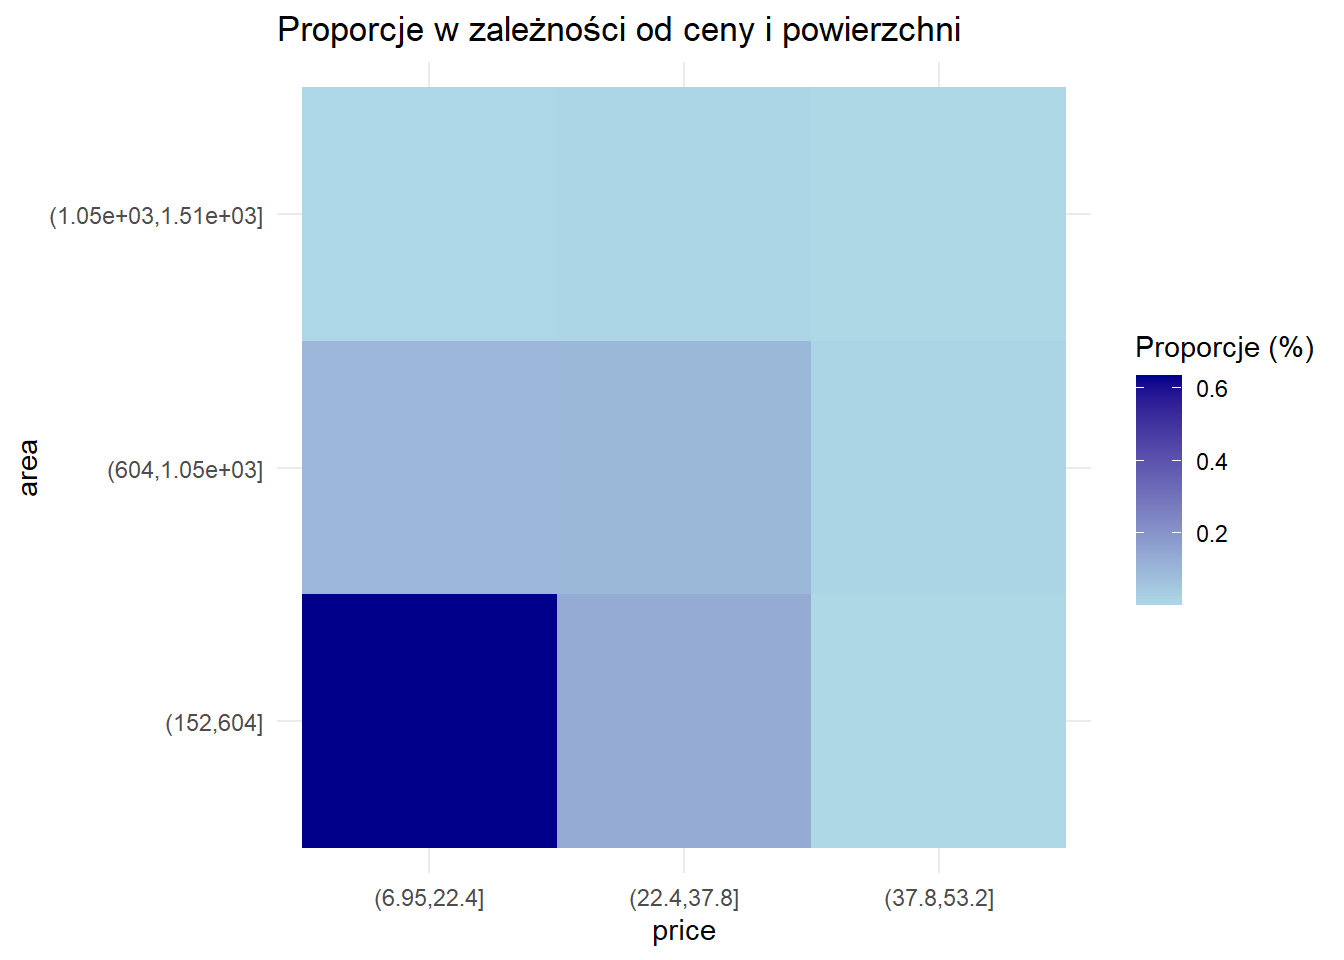 Proporcje w zależności od ceny i powierzchni
(1.05e+03,1.51e+03]
(604,1.05e+03]
(152,604]
area
(6.95,22.4]
(22.4,37.8]
(37.8,53.2]
price
Proporcje (%)
0.6
0.4
0.2